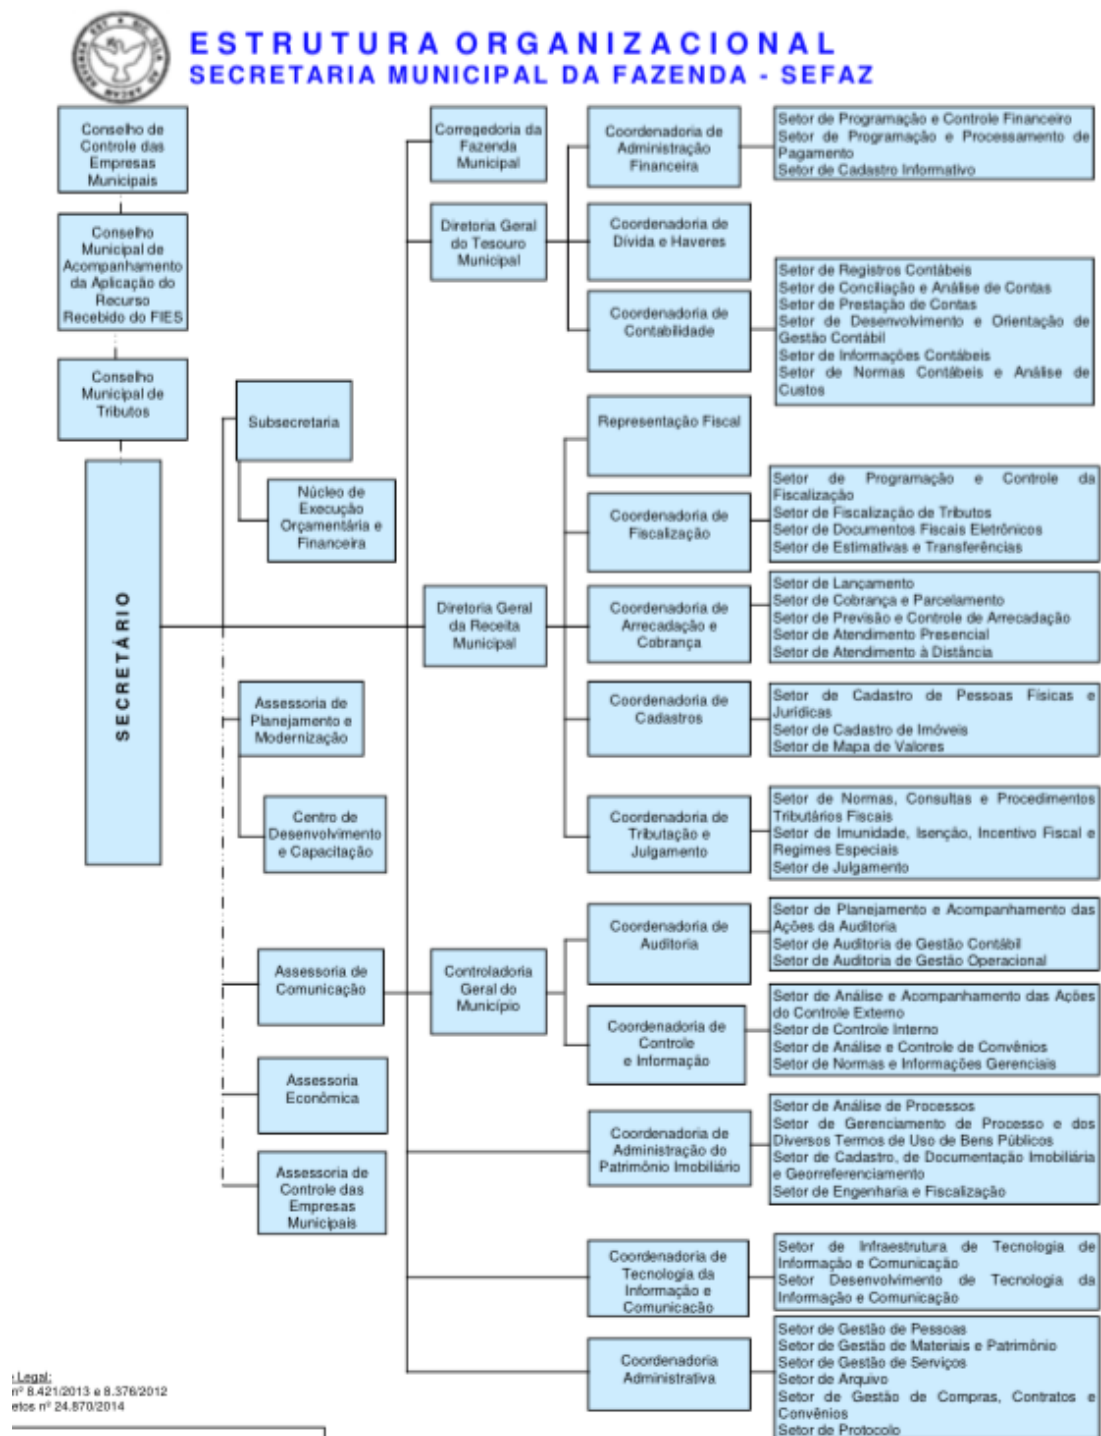 ESTRUTURA ORGANIZACIONAL
SECRETARIA MUNICIPAL DA FAZENDA - SEFAZ
Conselho de
Controle das
Empresas
Municipais
Conselho
Municipal de
Acompanhamento
da Aplicação do
Recurso
Recebido do FIES
Conselho
Municipal de
Tributos
SECRETÁRIO
Subsecretaria
Núcleo de
Execução
Orçamentária e
Financeira
Assessoria de
Planejamento e
Modernização
Centro de
Desenvolvimento
e Capacitação
Assessoria de
Comunicação
Assessoria
Econômica
Assessoria de
Controle das
Empresas
Municipais
Corregedoria da
Fazenda
Municipal
Diretoria Geral
do Tesouro
Municipal
Coordenadoria de
Administração
Financeira
Setor de Programação e Controle Financeiro
Setor de Programação e Processamento de
Pagamento
Setor de Cadastro Informativo
Coordenadoria de
Dívida e Haveres
Coordenadoria de
Contabilidade
Setor de Registros Contábeis
Setor de Conciliação e Análise de Contas
Setor de Prestação de Contas
Setor de Desenvolvimento e Orientação de
Gestão Contábil
Setor de Informações Contábeis
Setor de Normas Contábeis e Análise de
Custos
Diretoria Geral
da Receita
Municipal
Representação Fiscal
Coordenadoria de
Fiscalização
Setor de Programação e Controle da
Fiscalização
Setor de Fiscalização de Tributos
Setor de Documentos Fiscais Eletrônicos
Setor de Estimativas e Transferências
Coordenadoria de
Arrecadação e
Cobrança
Setor de Lançamento
Setor de Cobrança e Parcelamento
Setor de Previsão e Controle de Arrecadação
Setor de Atendimento Presencial
Setor de Atendimento à Distância
Coordenadoria de
Cadastros
Setor de Cadastro de Pessoas Físicas e
Jurídicas
Setor de Cadastro de Imóveis
Setor de Mapa de Valores
Coordenadoria de
Tributação e
Julgamento
Setor de Normas, Consultas e Procedimentos
Tributários Fiscais
Setor de Imunidade, Isenção, Incentivo Fiscal e
Regimes Especiais
Setor de Julgamento
Controladoria
Geral do
Município
Coordenadoria de
Auditoria
Setor de Planejamento e Acompanhamento das
Ações da Auditoria
Setor de Auditoria de Gestão Contábil
Setor de Auditoria de Gestão Operacional
Coordenadoria de
Controle
e Informação
Setor de Análise e Acompanhamento das Ações
do Controle Externo
Setor de Controle Interno
Setor de Análise e Controle de Convênios
Setor de Normas e Informações Gerenciais
Coordenadoria de
Administração do
Patrimônio Imobiliário
Setor de Análise de Processos
Setor de Gerenciamento de Processo e dos
Diversos Termos de Uso de Bens Públicos
Setor de Cadastro, de Documentação Imobiliária
e Georreferenciamento
Setor de Engenharia e Fiscalização
Coordenadoria de
Tecnologia da
Informação e
Comunicação
Setor de Infraestrutura de Tecnologia de
Informação e Comunicação
Setor Desenvolvimento de Tecnologia da
Informação e Comunicação
Coordenadoria
Administrativa
Setor de Gestão de Pessoas
Setor de Gestão de Materiais e Patrimônio
Setor de Gestão de Serviços
Setor de Arquivo
Setor de Gestão de Compras, Contratos e
Convênios
Setor de Protocolo
Legal:
nº 8.421/2013 e 8.376/2012
etos nº 24.870/2014